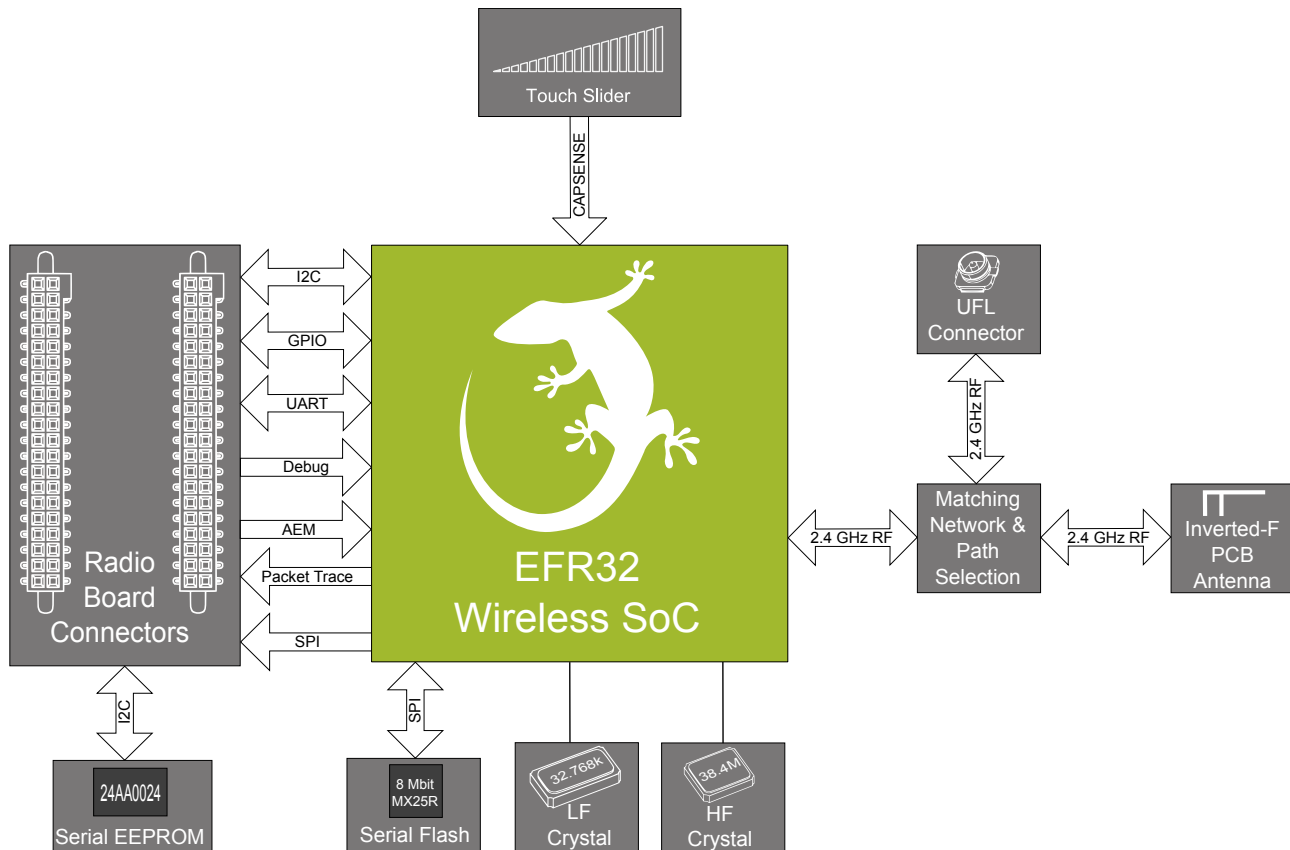 Touch Slider
CAPSENSE
I2C
GPIO
UART
Debug
AEM
Packet Trace
SPI
Radio
Board
Connectors
EFR32
Wireless SoC
UFL
Connector
2.4 GHz RF
2.4 GHz RF
Matching
Network &
Path
Selection
2.4 GHz RF
Inverted-F
PCB
Antenna
I2C
24AA0024
Serial EEPROM
SPI
8 Mbit
MX25R
Serial Flash
32.768k
LF
Crystal
38.4M
HF
Crystal